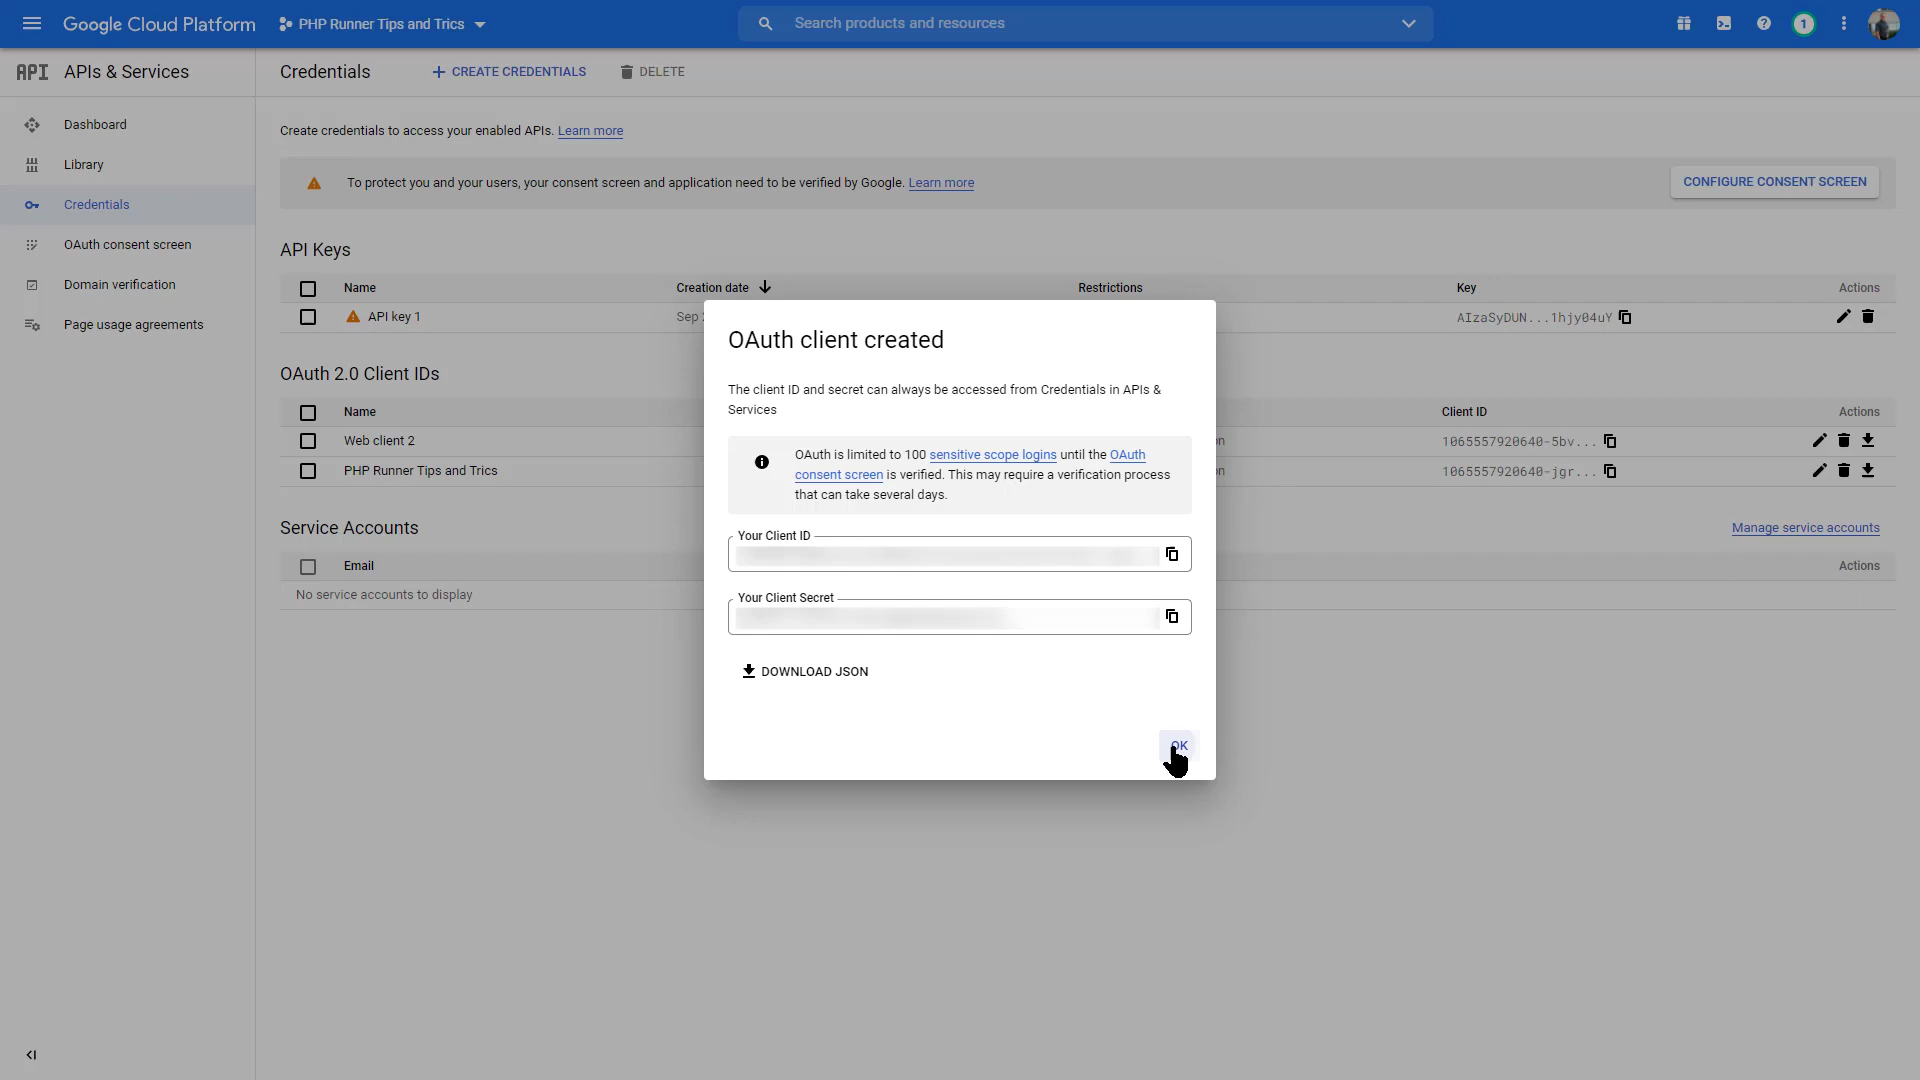 Google Cloud Platform
PHP Runner Tips and Trics
Search products and resources
1
API APIs & Services
Credentials
CREATE CREDENTIALS
DELETE
Dashboard
Library
Credentials
OAuth consent screen
Domain verification
Page usage agreements
Create credentials to access your enabled APIs. Learn more
To protect you and your users, your consent screen and application need to be verified by Google. Learn more
CONFIGURE CONSENT SCREEN
API Keys
Name Creation date Restrictions Key Actions
API key 1 Sep AIzaSyDUN...1hjy04uY
OAuth 2.0 Client IDs
Name Client ID Actions
Web client 2 1065557920640-5bv...
PHP Runner Tips and Trics 1065557920640-jgr...
Service Accounts
Manage service accounts
Email Actions
No service accounts to display
OAuth client created
The client ID and secret can always be accessed from Credentials in APIs &
Services
OAuth is limited to 100 sensitive scope logins until the OAuth
consent screen is verified. This may require a verification process
that can take several days.
Your Client ID
Your Client Secret
DOWNLOAD JSON
OK